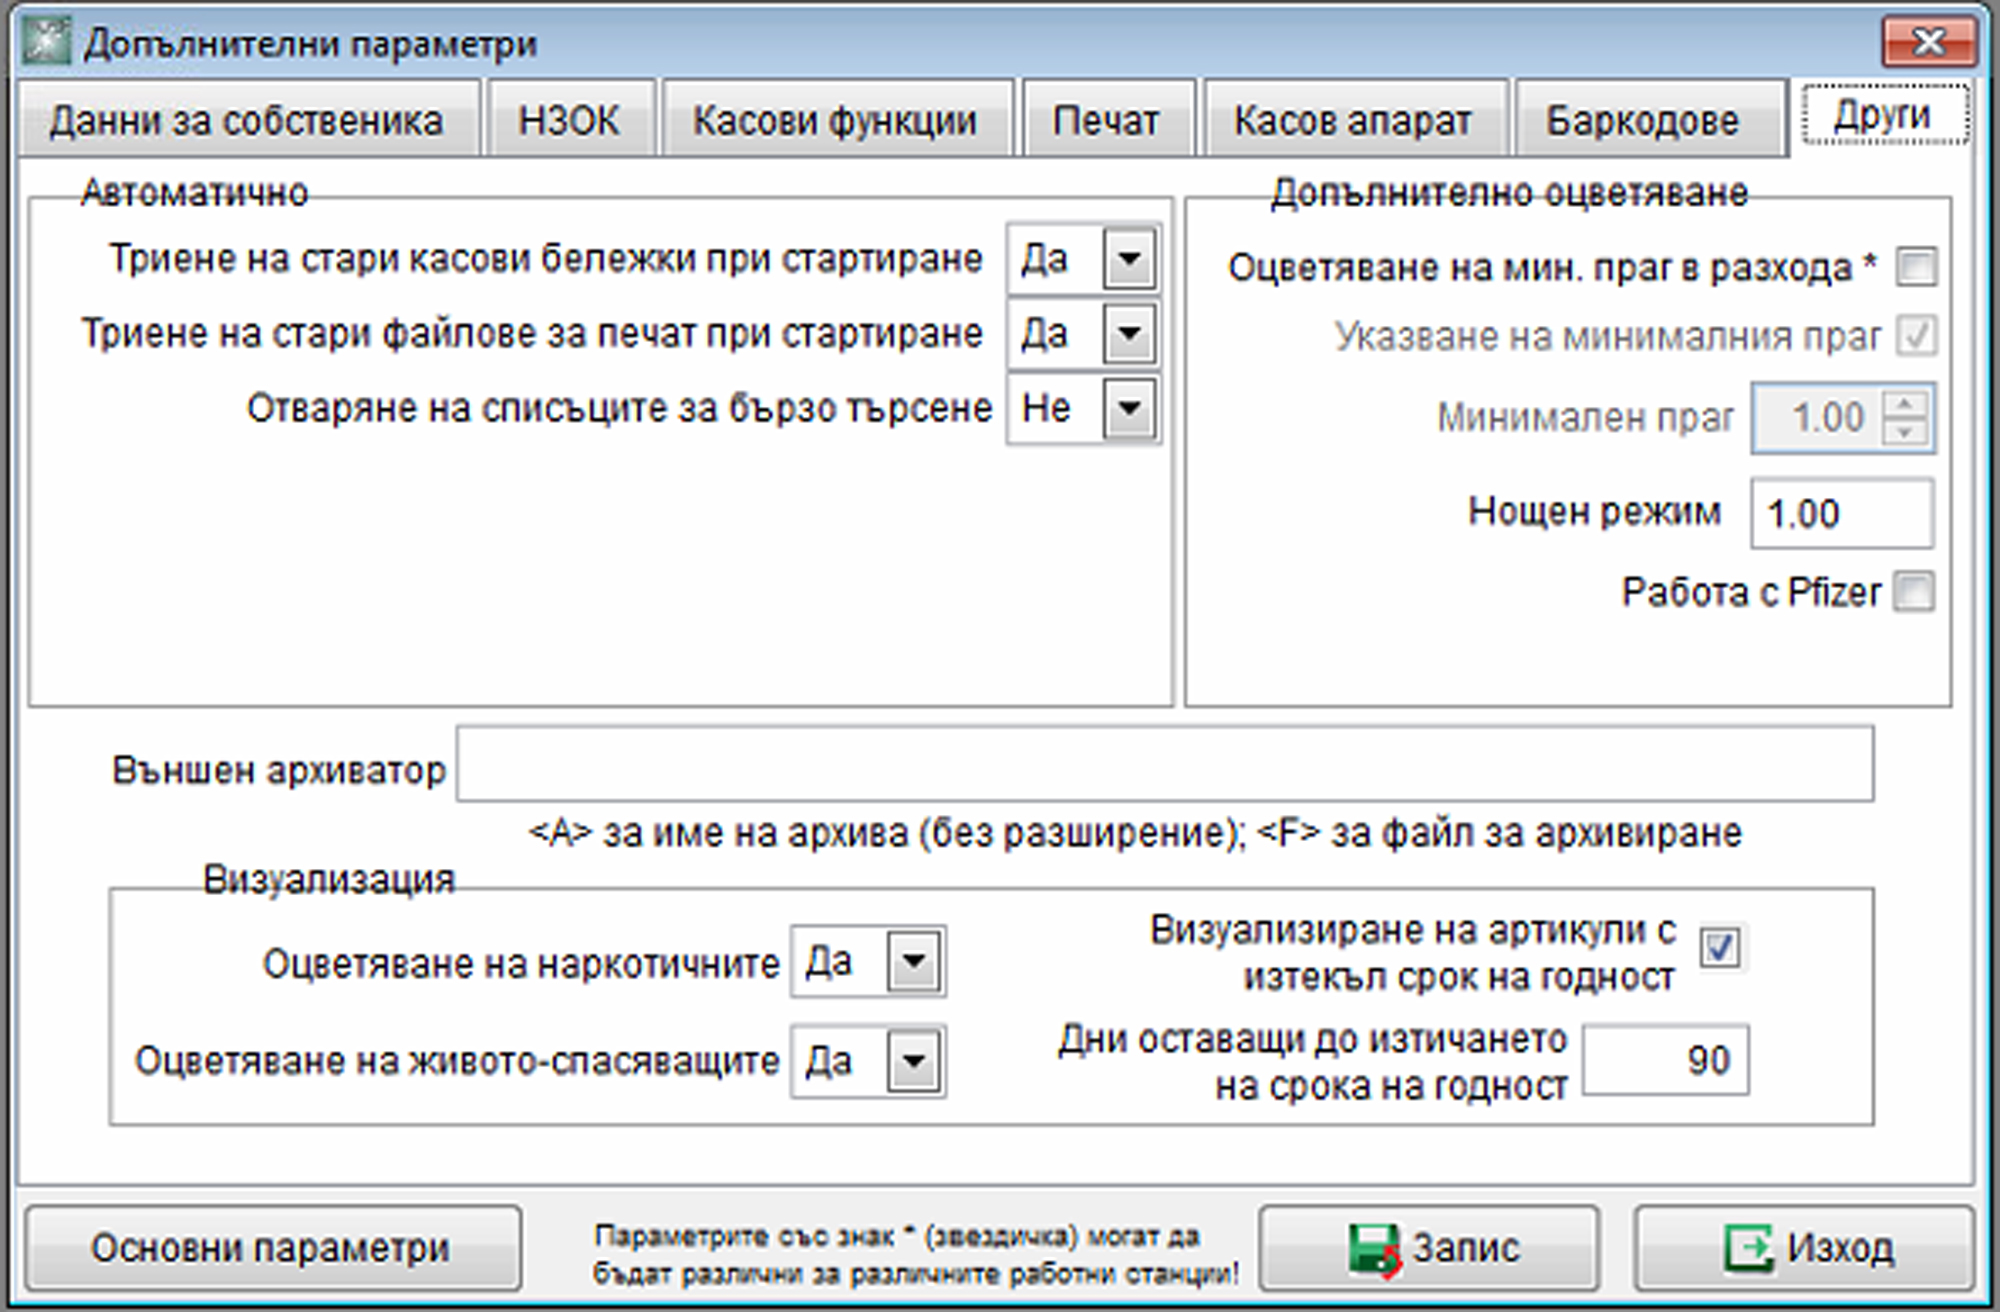 Допълнителни параметри
Данни за собственика
НЗОК
Касови функции
Печат
Касов апарат
Баркодове
Други
Автоматично
Триене на стари касови бележки при стартиране
Да
Триене на стари файлове за печат при стартиране
Да
Отваряне на списъците за бързо търсене
Не
Допълнително оцветяване
Оцветяване на мин. праг в разхода *
Указване на минималния праг
Минимален праг
1.00
Нощен режим
1.00
Работа с Pfizer
Външен архиватор
<A> за име на архива (без разширение); <F> за файл за архивиране
Визуализация
Оцветяване на наркотичните
Да
Оцветяване на живото-спасяващите
Да
Визуализиране на артикули с
изтекъл срок на годност
Дни оставащи до изтичането
на срока на годност
90
Основни параметри
Параметрите със знак * (звездичка) могат да
бъдат различни за различните работни станции!
Запис
Изход